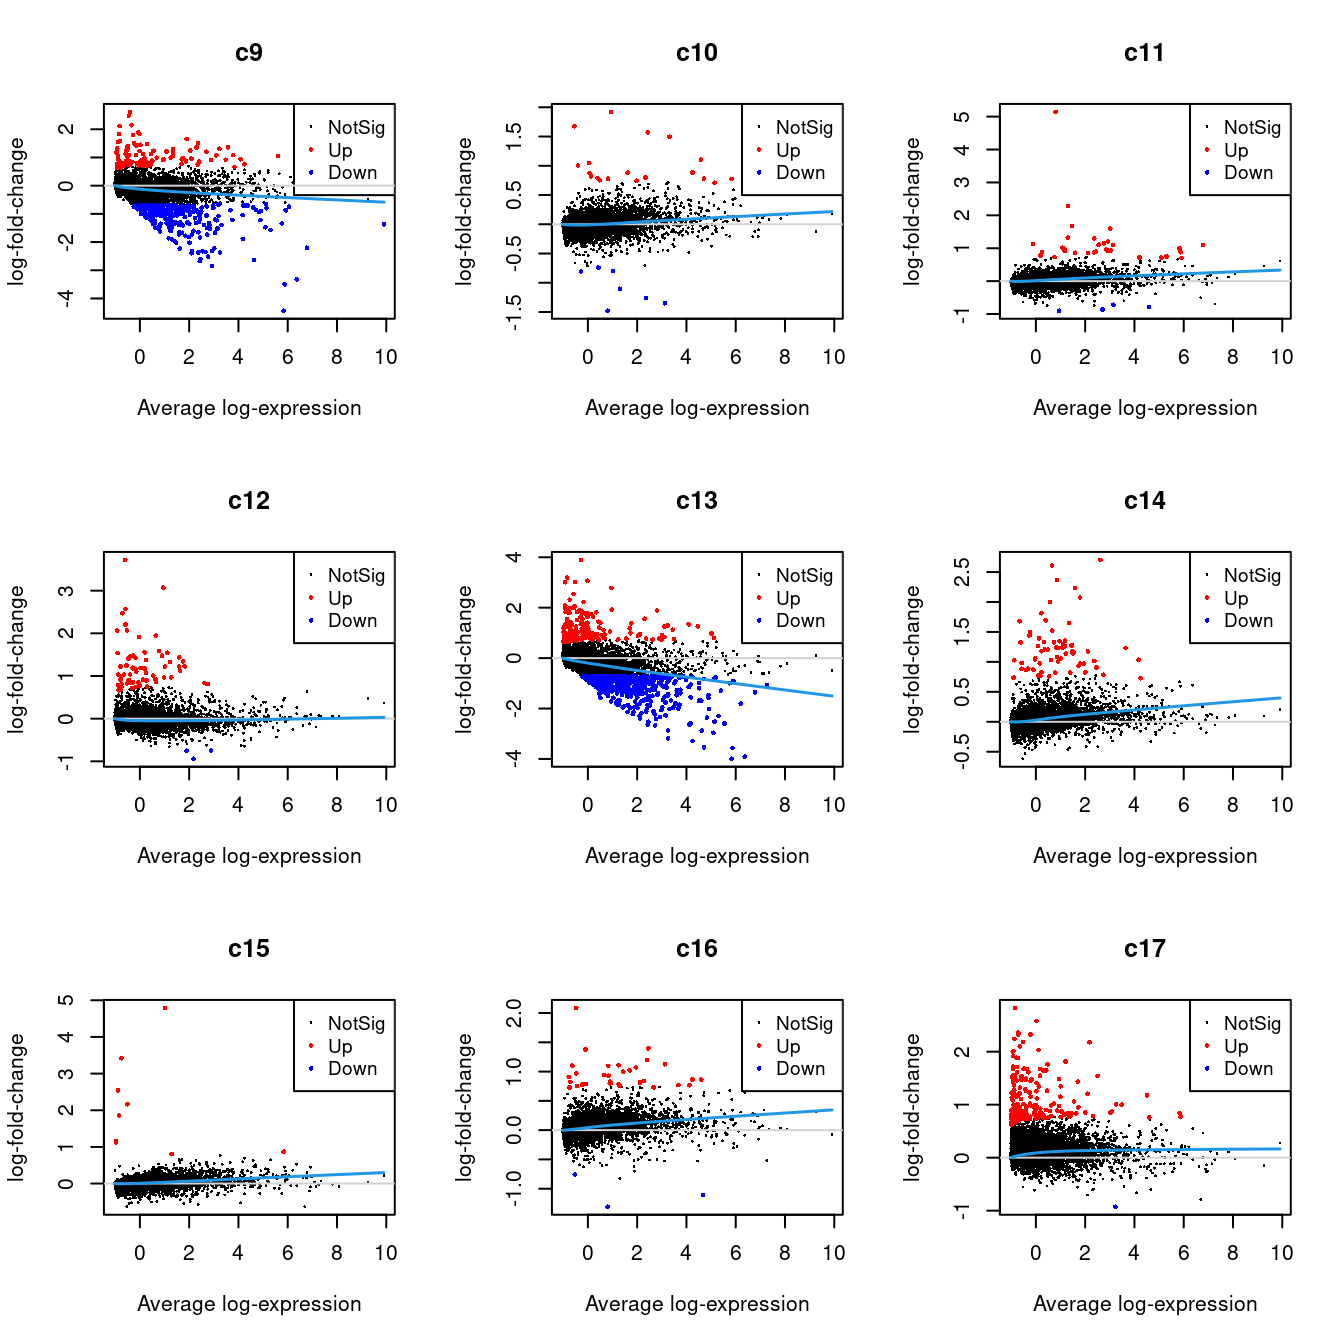 c9
c10
c11
log-fold-change
2
0
-2
-4
NotSig
Up
Down
0 2 4 6 8 10
Average log-expression
log-fold-change
1.5
0.5
-0.5
-1.5
NotSig
Up
Down
0 2 4 6 8 10
Average log-expression
log-fold-change
5
4
3
2
1
-1
NotSig
Up
Down
0 2 4 6 8 10
Average log-expression
c12
c13
c14
log-fold-change
3
2
1
0
-1
NotSig
Up
Down
0 2 4 6 8 10
Average log-expression
log-fold-change
4
2
0
-2
-4
NotSig
Up
Down
0 2 4 6 8 10
Average log-expression
log-fold-change
2.5
1.5
0.5
-0.5
NotSig
Up
Down
0 2 4 6 8 10
Average log-expression
c15
c16
c17
log-fold-change
5
4
3
2
1
0
NotSig
Up
Down
0 2 4 6 8 10
Average log-expression
log-fold-change
2.0
1.0
0.0
-1.0
NotSig
Up
Down
0 2 4 6 8 10
Average log-expression
log-fold-change
2
1
0
-1
NotSig
Up
Down
0 2 4 6 8 10
Average log-expression